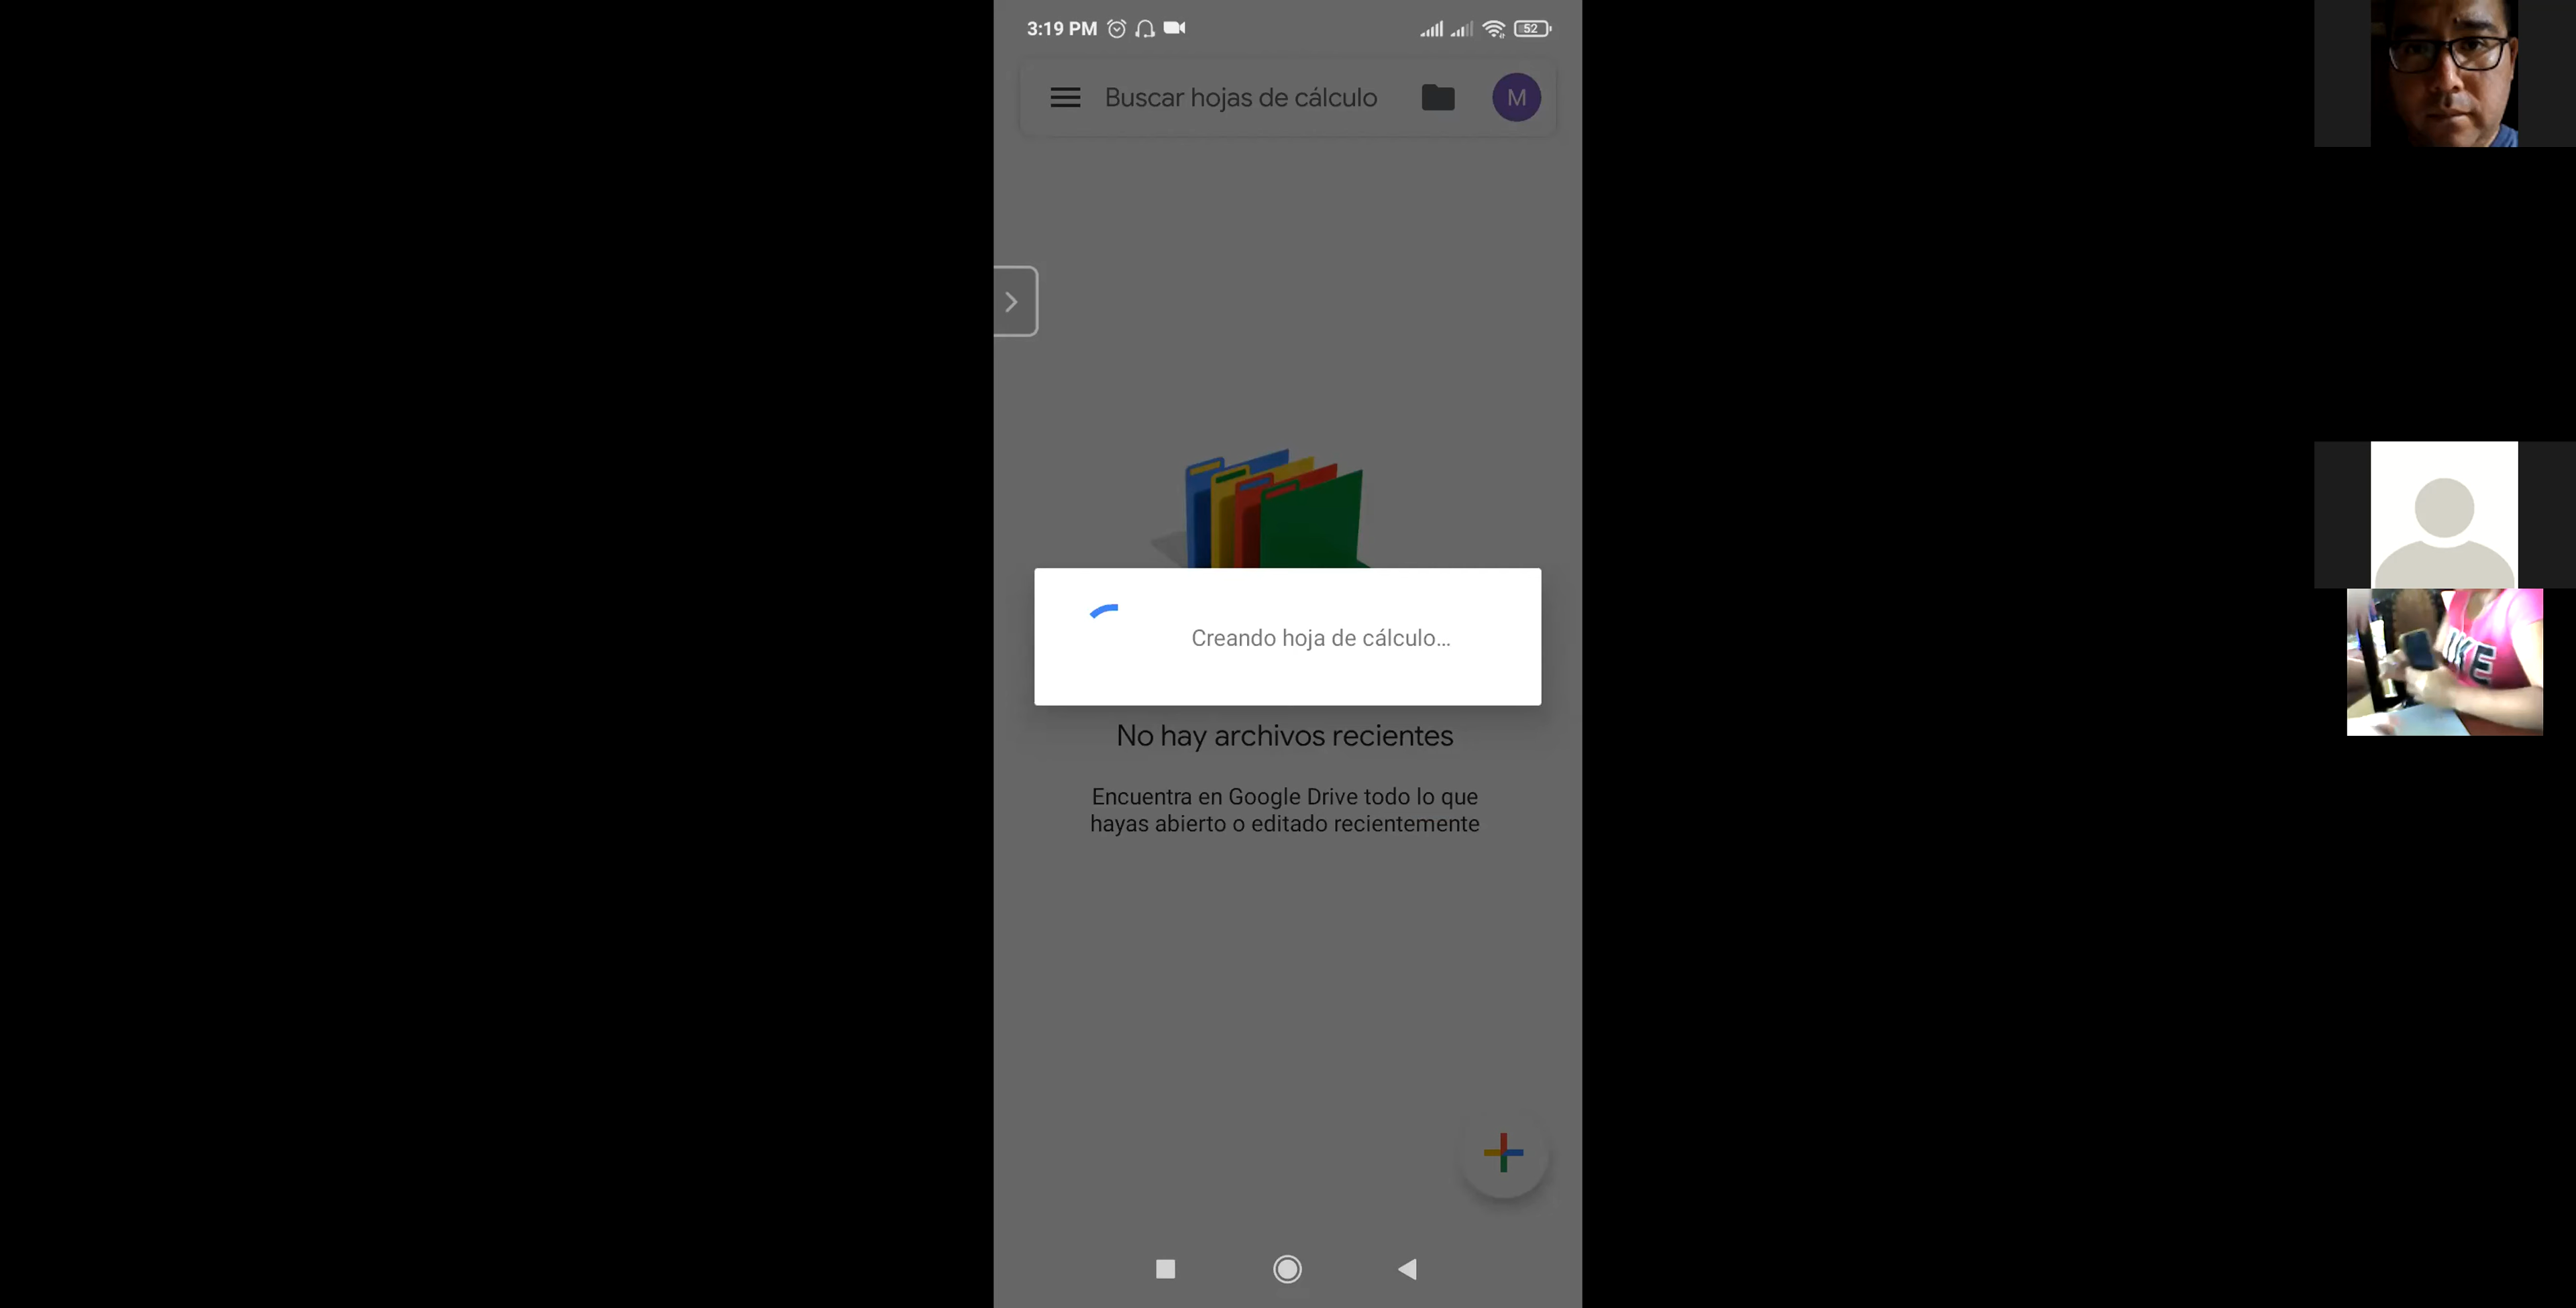 3:19 PM
52
Buscar hojas de cálculo
M
Creando hoja de cálculo...
No hay archivos recientes
Encuentra en Google Drive todo lo que
hayas abierto o editado recientemente